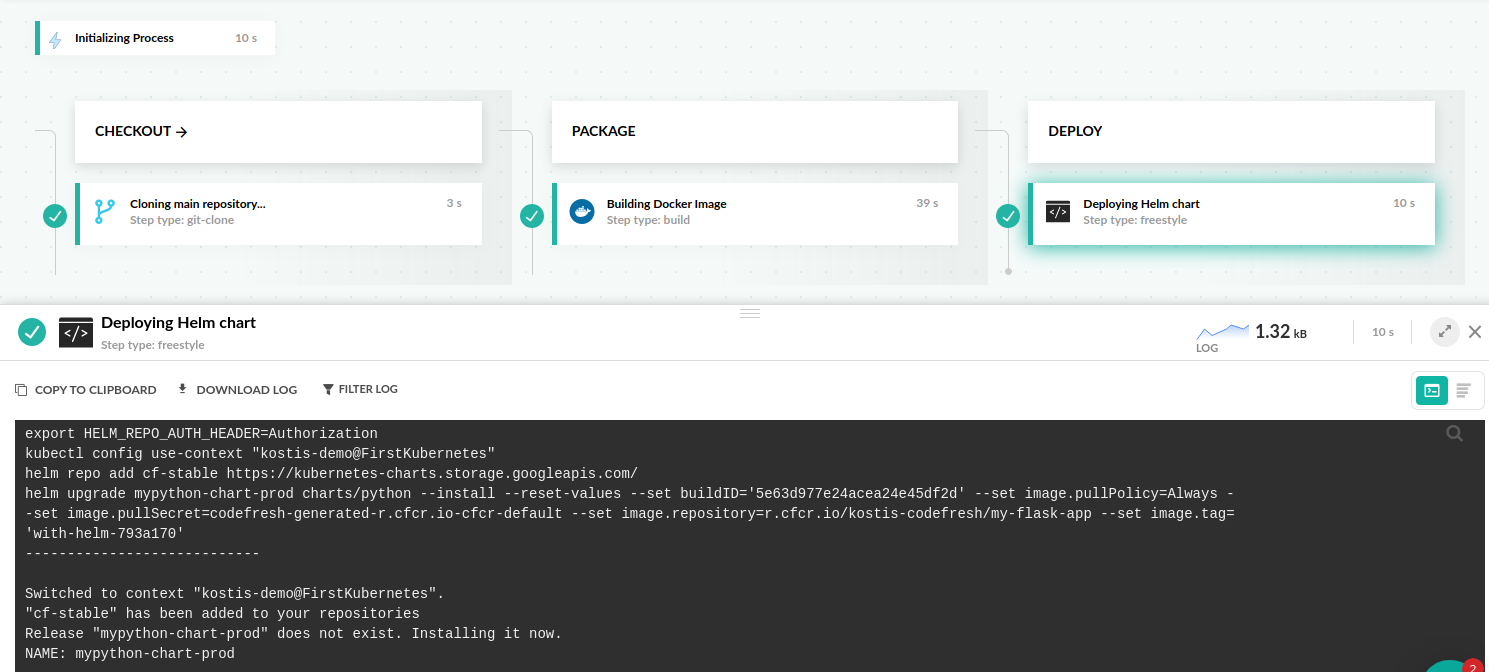 Initializing Process 10 s
CHECKOUT →
PACKAGE
DEPLOY
Cloning main repository... 3 s
Step type: git-clone
Building Docker Image 39 s
Step type: build
Deploying Helm chart 10 s
Step type: freestyle
Deploying Helm chart
Step type: freestyle
LOG
1.32 kB
10 s
COPY TO CLIPBOARD
DOWNLOAD LOG
FILTER LOG
export HELM_REPO_AUTH_HEADER=Authorization
kubectl config use-context "kostis-demo@FirstKubernetes"
helm repo add cf-stable https://kubernetes-charts.storage.googleapis.com/
helm upgrade mypython-chart-prod charts/python --install --reset-values --set buildID='5e63d977e24acea24e45df2d' --set image.pullPolicy=Always -
-set image.pullSecret=codefresh-generated-r.cfcr.io-cfcr-default --set image.repository=r.cfcr.io/kostis-codefresh/my-flask-app --set image.tag=
'with-helm-793a170'
----------------------------
Switched to context "kostis-demo@FirstKubernetes".
"cf-stable" has been added to your repositories
Release "mypython-chart-prod" does not exist. Installing it now.
NAME: mypython-chart-prod
2